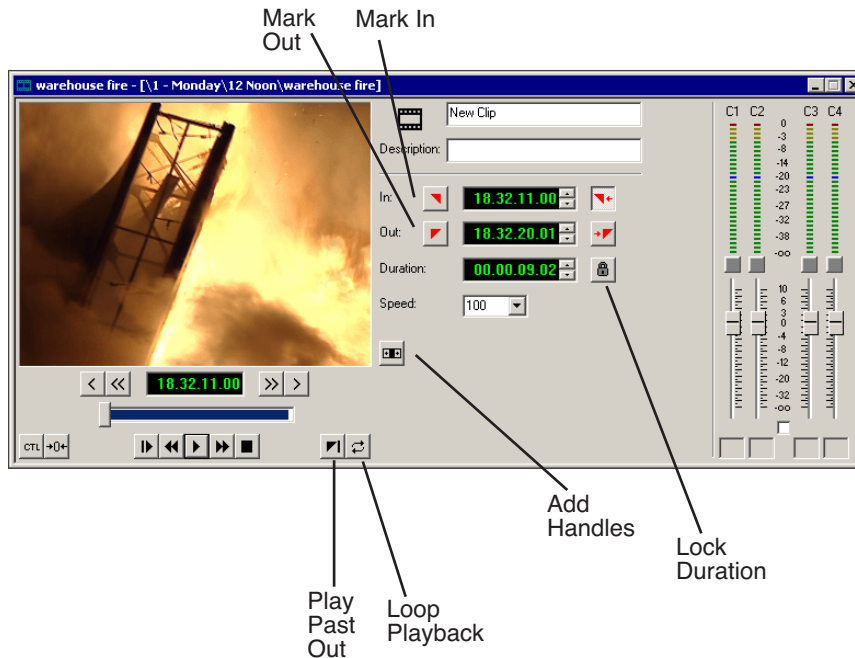 Mark
Out
Mark In
warehouse fire - [\1 - Monday\12 Noon\warehouse fire]
New Clip
Description:
In:
18.32.11.00
Out:
18.32.20.01
Duration:
00.00.09.02
Speed:
100
18.32.11.00
CTL
→0←
C1 C2 C3 C4
0
-3
-8
-14
-20
-23
-27
-32
-38
-∞
10
6
3
0
-4
-8
-12
-20
-32
-∞
Add
Handles
Lock
Duration
Play
Past
Out
Loop
Playback